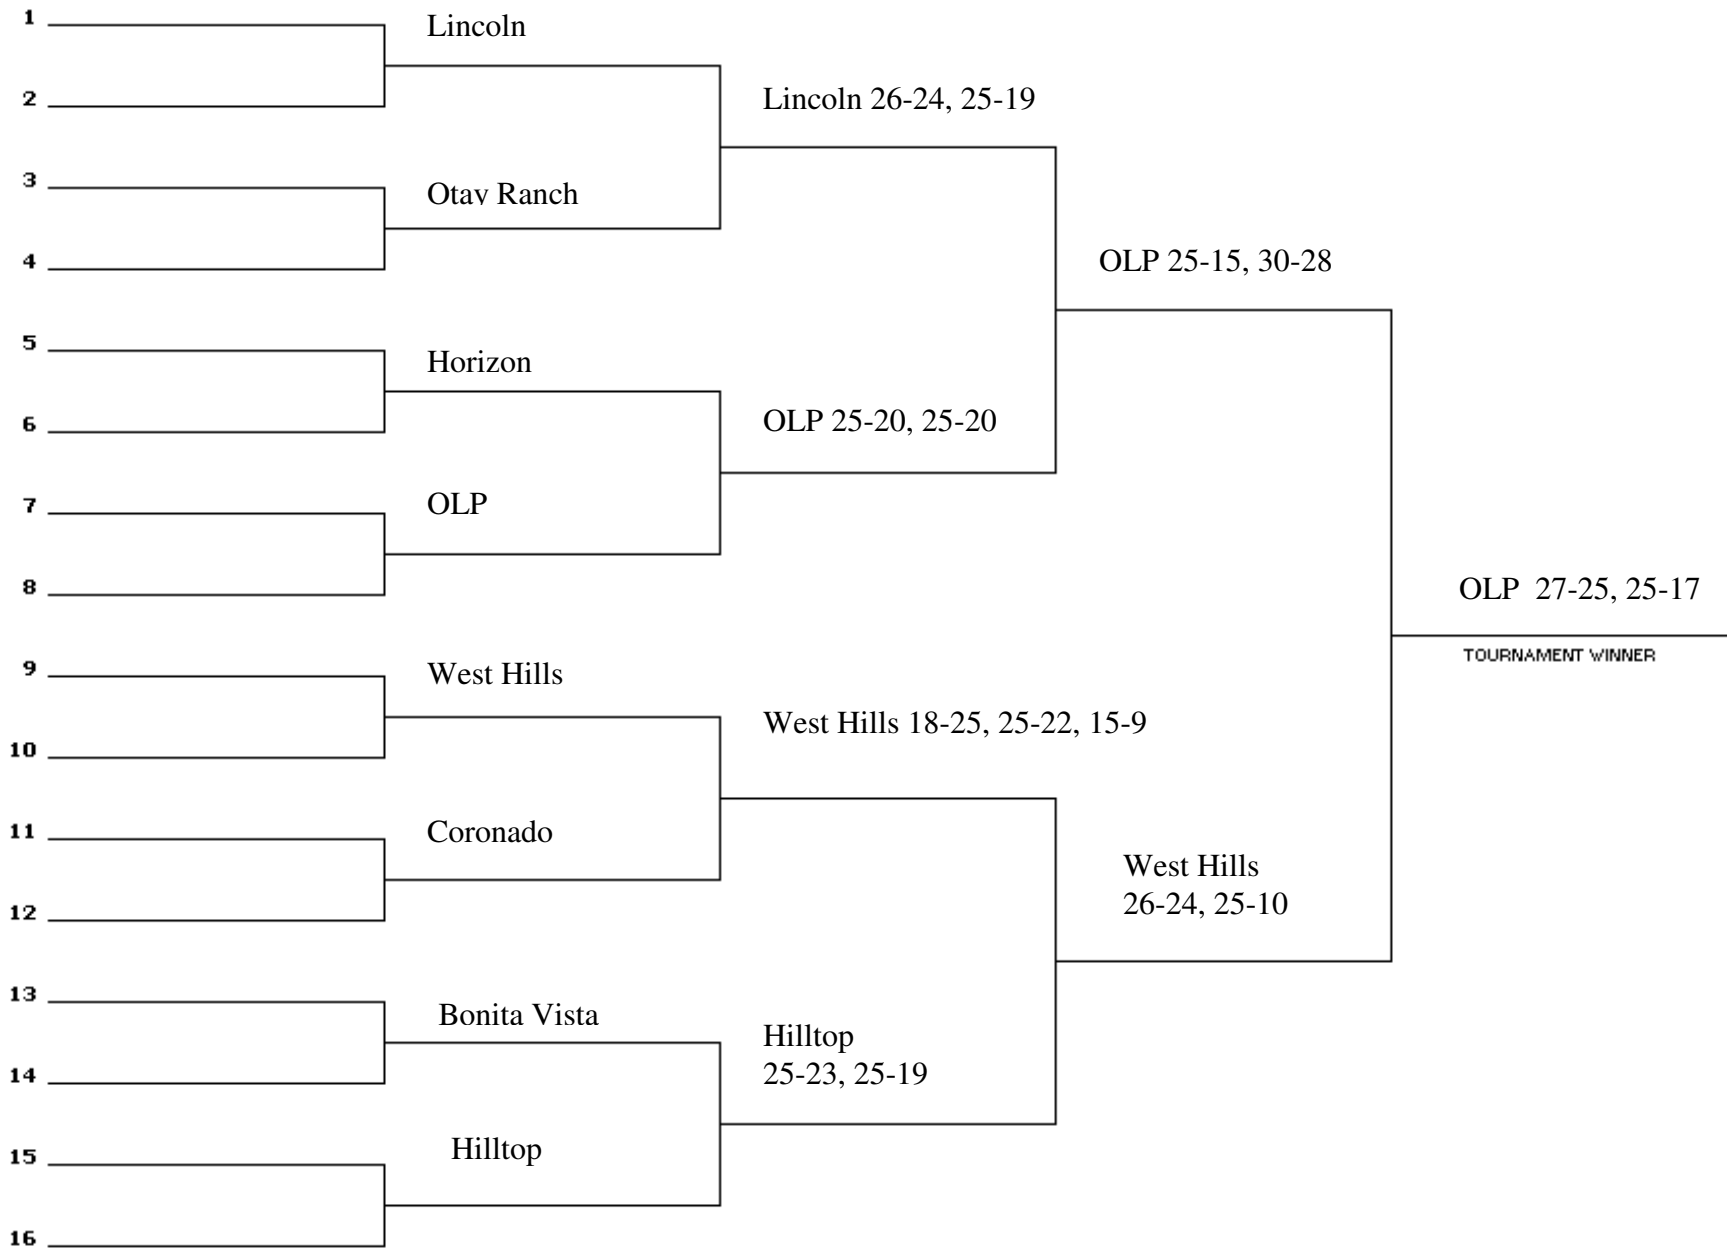 1
Lincoln
2
Lincoln 26-24, 25-19
3
Otay Ranch
4
OLP 25-15, 30-28
5
Horizon
6
OLP 25-20, 25-20
7
OLP
8
OLP 27-25, 25-17
TOURNAMENT WINNER
9
West Hills
10
West Hills 18-25, 25-22, 15-9
11
Coronado
12
West Hills
26-24, 25-10
13
Bonita Vista
14
Hilltop
25-23, 25-19
15
Hilltop
16